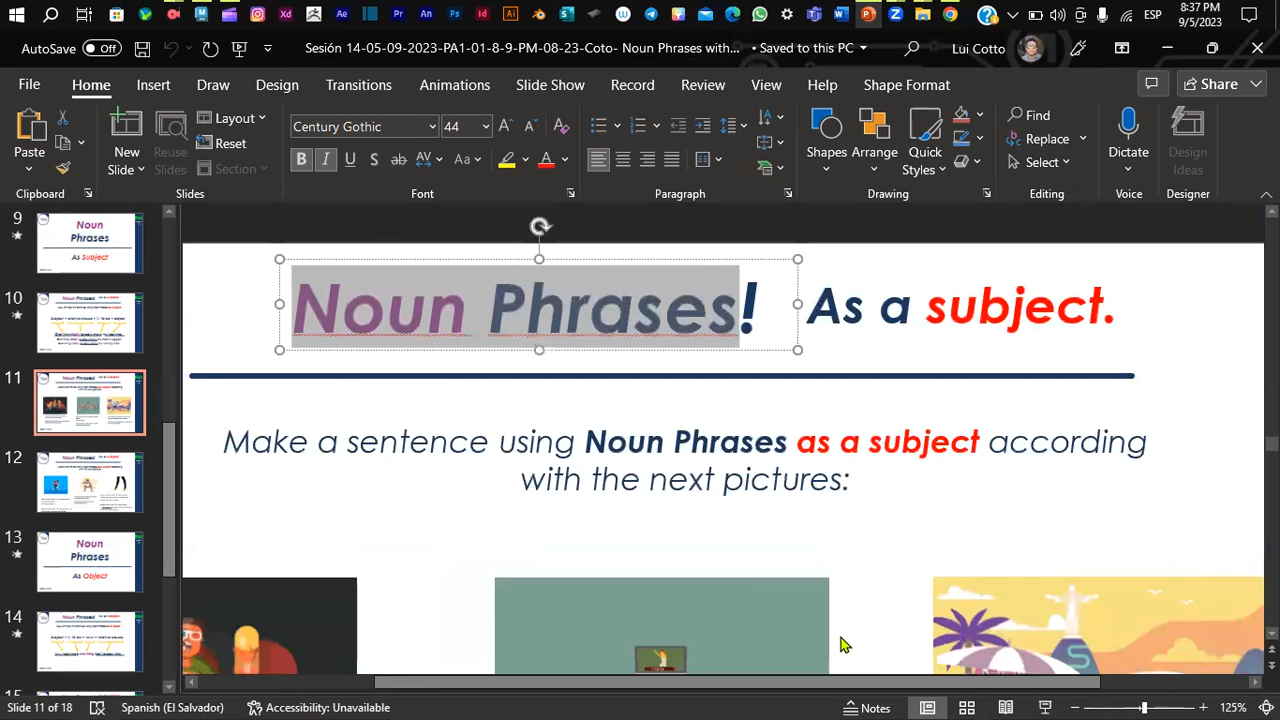 ESP
8:37 PM
9/5/2023
AutoSave Off
Sesión 14-05-09-2023-PA1-01-8-9-PM-08-23-Coto- Noun Phrases with... • Saved to this PC
Lui Cotto
File Home Insert Draw Transitions Design Animations Slide Show Record Review View Help Shape Format Share
Paste
Clipboard
New Slide
Reuse Slides
Layout
Reset
Section
Slides
Century Gothic 44
Font
Paragraph
Shapes
Arrange
Quick Styles
Drawing
Find
Replace
Select
Editing
Dictate
Voice
Design Ideas
Designer
9
Noun
Phrases
As Subject
10
11
12
13
Noun
Phrases
As Object
14
Noun Phrases! As a subject.
Make a sentence using Noun Phrases as a subject according
with the next pictures:
Slide 11 of 18 Spanish (El Salvador) Accessibility: Unavailable Notes 125%